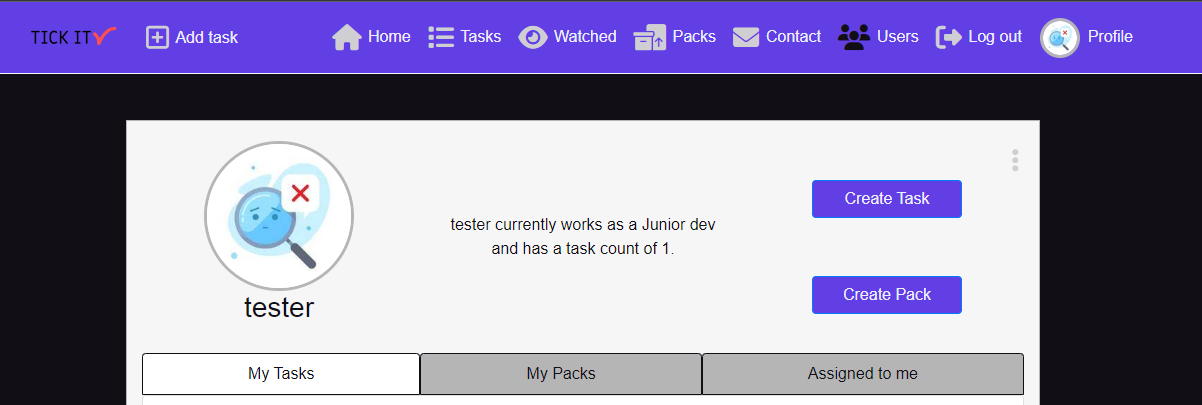 TICK IT Add task Home Tasks Watched Packs Contact Users Log out Profile
tester currently works as a Junior dev
and has a task count of 1.
Create Task
Create Pack
tester
My Tasks My Packs Assigned to me